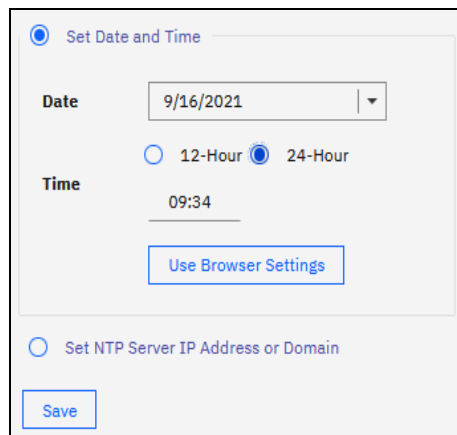 Set Date and Time
Date 9/16/2021
12-Hour 24-Hour
Time
09:34
Use Browser Settings
Set NTP Server IP Address or Domain
Save